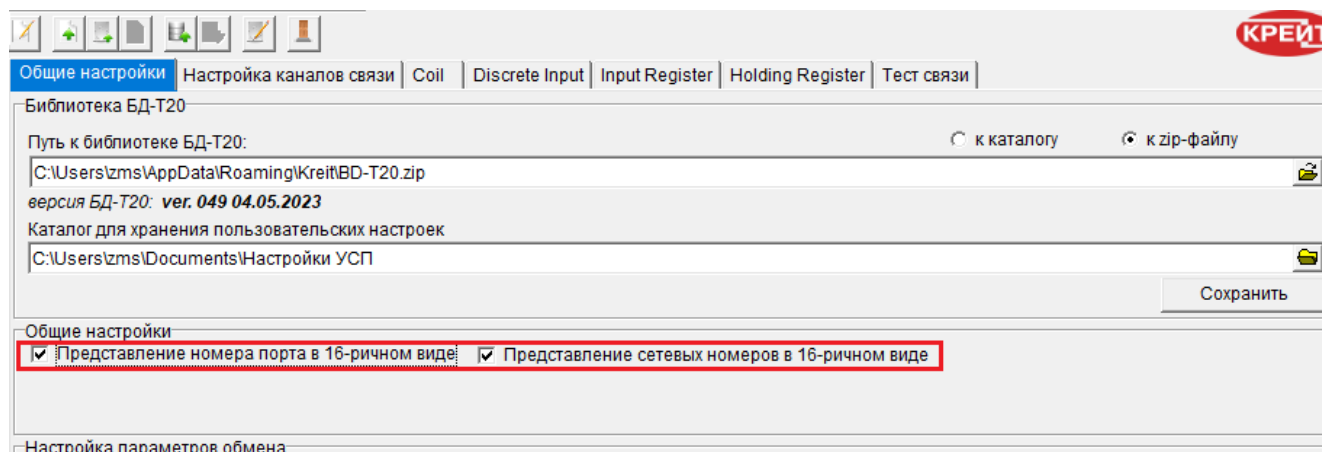 КРЕЙТ
Общие настройки Настройка каналов связи Coil Discrete Input Input Register Holding Register Тест связи
Библиотека БД-Т20
Путь к библиотеке БД-Т20: к каталогу к zip-файлу
C:\Users\zms\AppData\Roaming\Kreit\BD-T20.zip
версия БД-Т20: ver. 049 04.05.2023
Каталог для хранения пользовательских настроек
C:\Users\zms\Documents\Настройки УСП
Сохранить
Общие настройки
Представление номера порта в 16-ричном виде Представление сетевых номеров в 16-ричном виде
Настройка параметров обмена